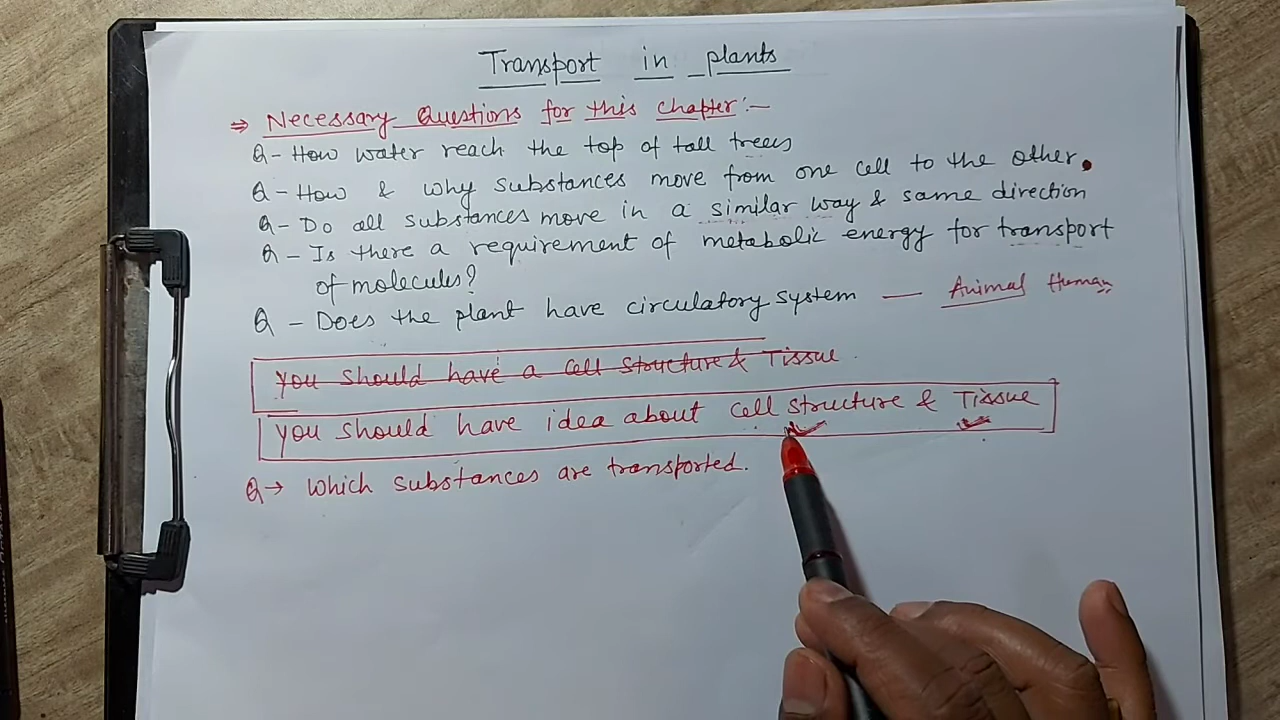 Transport in plants
⇒ Necessary Questions for this chapter:-
Q- How water reach the top of tall trees
Q- How & why substances move from one cell to the other.
Q- Do all substances move in a similar way & same direction
Q- Is there a requirement of metabolic energy for transport
of molecules?
Q- Does the plant have circulatory system — Animal Human
You should have a cell structure & Tissue
You should have idea about cell structure & Tissue
Q→ Which substances are transported.